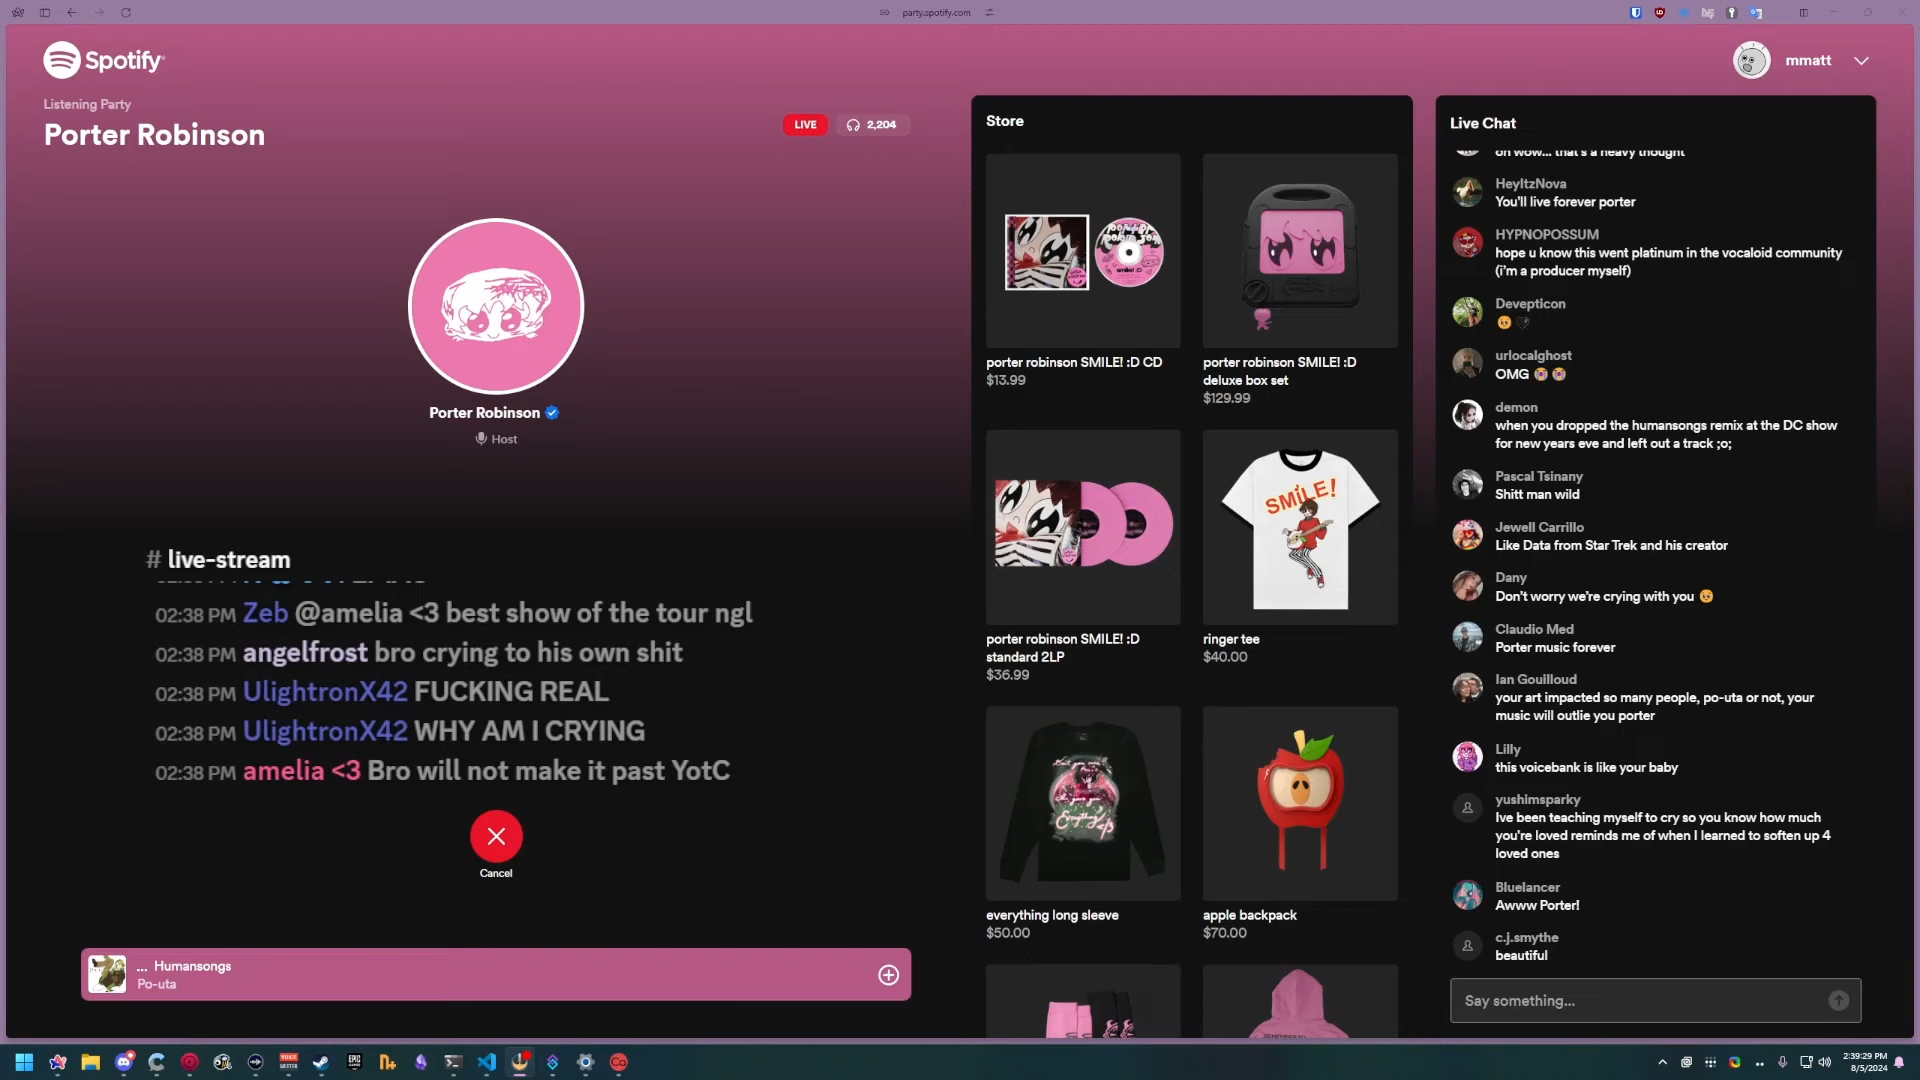 party.spotify.com
Spotify
mmatt
Listening Party
Porter Robinson
LIVE
2,204
Porter Robinson
Host
# live-stream
02:38 PM Zeb @amelia <3 best show of the tour ngl
02:38 PM angelfrost bro crying to his own shit
02:38 PM UlightronX42 FUCKING REAL
02:38 PM UlightronX42 WHY AM I CRYING
02:38 PM amelia <3 Bro will not make it past YotC
Cancel
... Humansongs
Po-uta
Store
porter robinson SMILE! :D CD
$13.99
porter robinson SMILE! :D
deluxe box set
$129.99
porter robinson SMILE! :D
standard 2LP
$36.99
SMiLE!
ringer tee
$40.00
everything long sleeve
$50.00
apple backpack
$70.00
Live Chat
oh wow... that's a heavy thought
HeyItzNova
You'll live forever porter
HYPNOPOSSUM
hope u know this went platinum in the vocaloid community
(i'm a producer myself)
Devepticon
🥺🖤
urlocalghost
OMG 😭 😭
demon
when you dropped the humansongs remix at the DC show
for new years eve and left out a track ;o;
Pascal Tsinany
Shitt man wild
Jewell Carrillo
Like Data from Star Trek and his creator
Dany
Don't worry we're crying with you 🥺
Claudio Med
Porter music forever
Ian Gouilloud
your art impacted so many people, po-uta or not, your
music will outlie you porter
Lilly
this voicebank is like your baby
yushimsparky
Ive been teaching myself to cry so you know how much
you're loved reminds me of when I learned to soften up 4
loved ones
Bluelancer
Awww Porter!
c.j.smythe
beautiful
Say something...
2:39:29 PM
8/5/2024